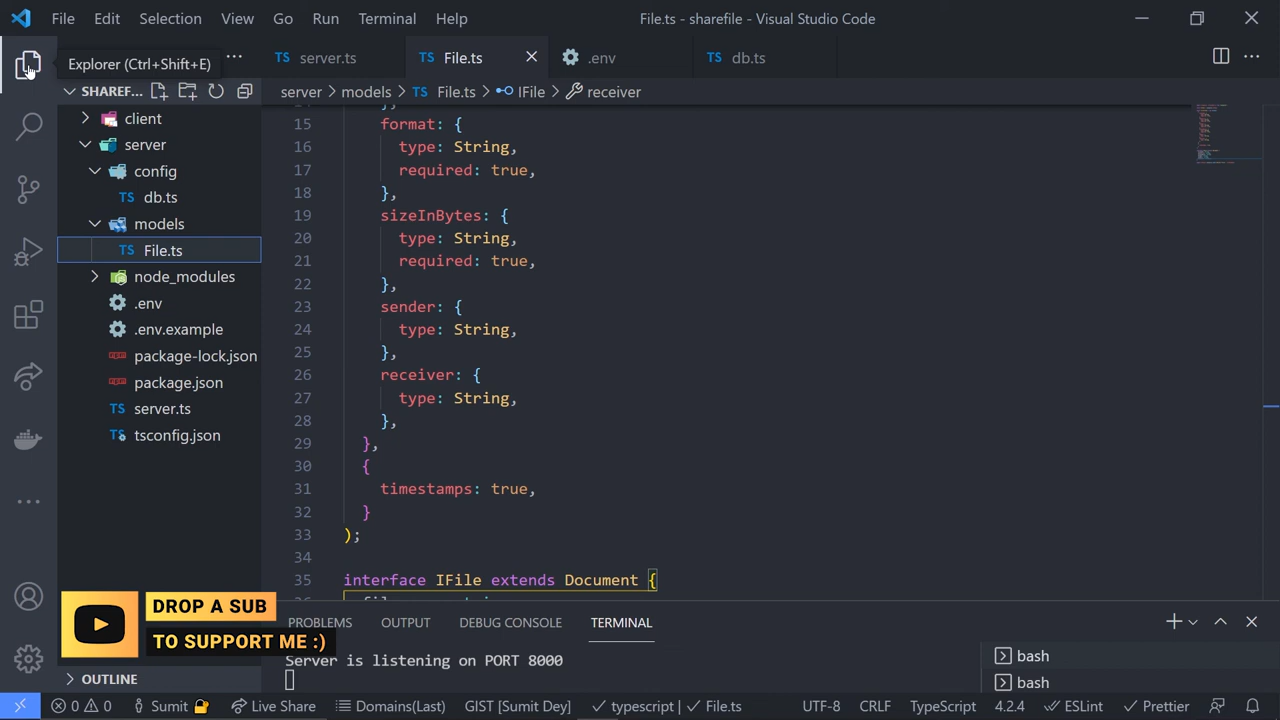 File Edit Selection View Go Run Terminal Help File.ts - sharefile - Visual Studio Code
Explorer (Ctrl+Shift+E) ... TS server.ts TS File.ts .env TS db.ts ...
SHAREF... server > models > TS File.ts > IFile > receiver
client
server
config
TS db.ts
models
TS File.ts
node_modules
.env
.env.example
package-lock.json
package.json
TS server.ts
tsconfig.json
OUTLINE
15 format: {
16 type: String,
17 required: true,
18 },
19 sizeInBytes: {
20 type: String,
21 required: true,
22 },
23 sender: {
24 type: String,
25 },
26 receiver: {
27 type: String,
28 },
29 },
30 {
31 timestamps: true,
32 }
33 );
34
35 interface IFile extends Document {
DROP A SUB
TO SUPPORT ME :)
PROBLEMS OUTPUT DEBUG CONSOLE TERMINAL
Server is listening on PORT 8000
bash
bash
0 0 Sumit Live Share Domains(Last) GIST [Sumit Dey] typescript | File.ts UTF-8 CRLF TypeScript 4.2.4 ESLint Prettier